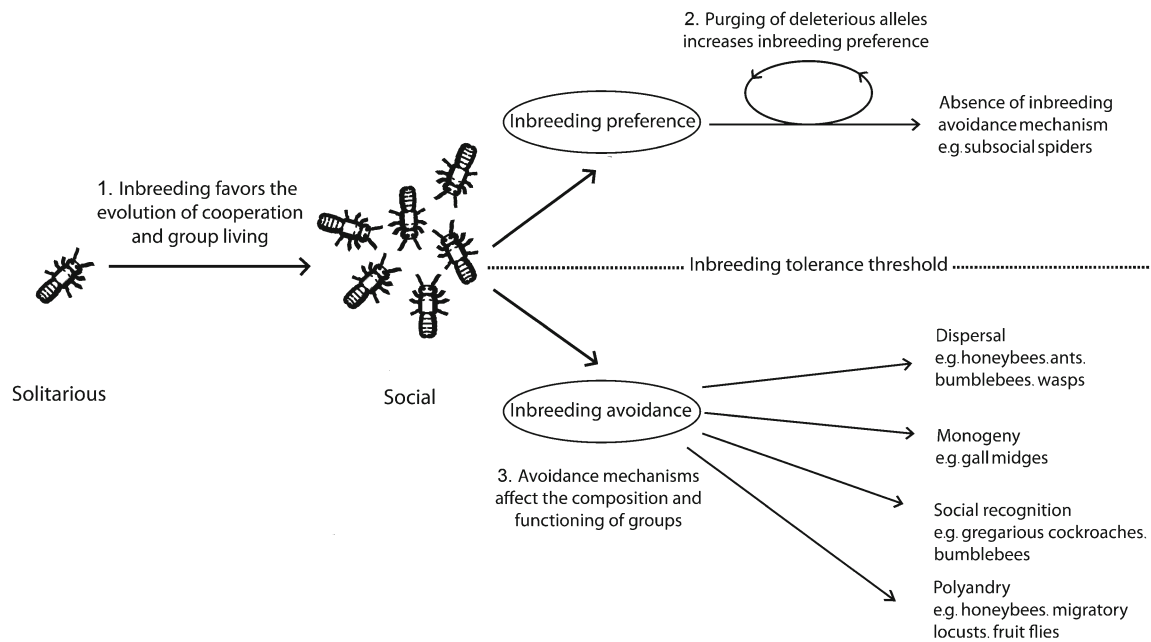 2. Purging of deleterious alleles
increases inbreeding preference
Inbreeding preference
Absence of inbreeding
avoidance mechanism
e.g. subsocial spiders
1. Inbreeding favors the
evolution of cooperation
and group living
Inbreeding tolerance threshold
Solitarious
Social
Inbreeding avoidance
3. Avoidance mechanisms
affect the composition and
functioning of groups
Dispersal
e.g. honeybees. ants.
bumblebees. wasps
Monogeny
e.g. gall midges
Social recognition
e.g. gregarious cockroaches.
bumblebees
Polyandry
e.g. honeybees. migratory
locusts. fruit flies